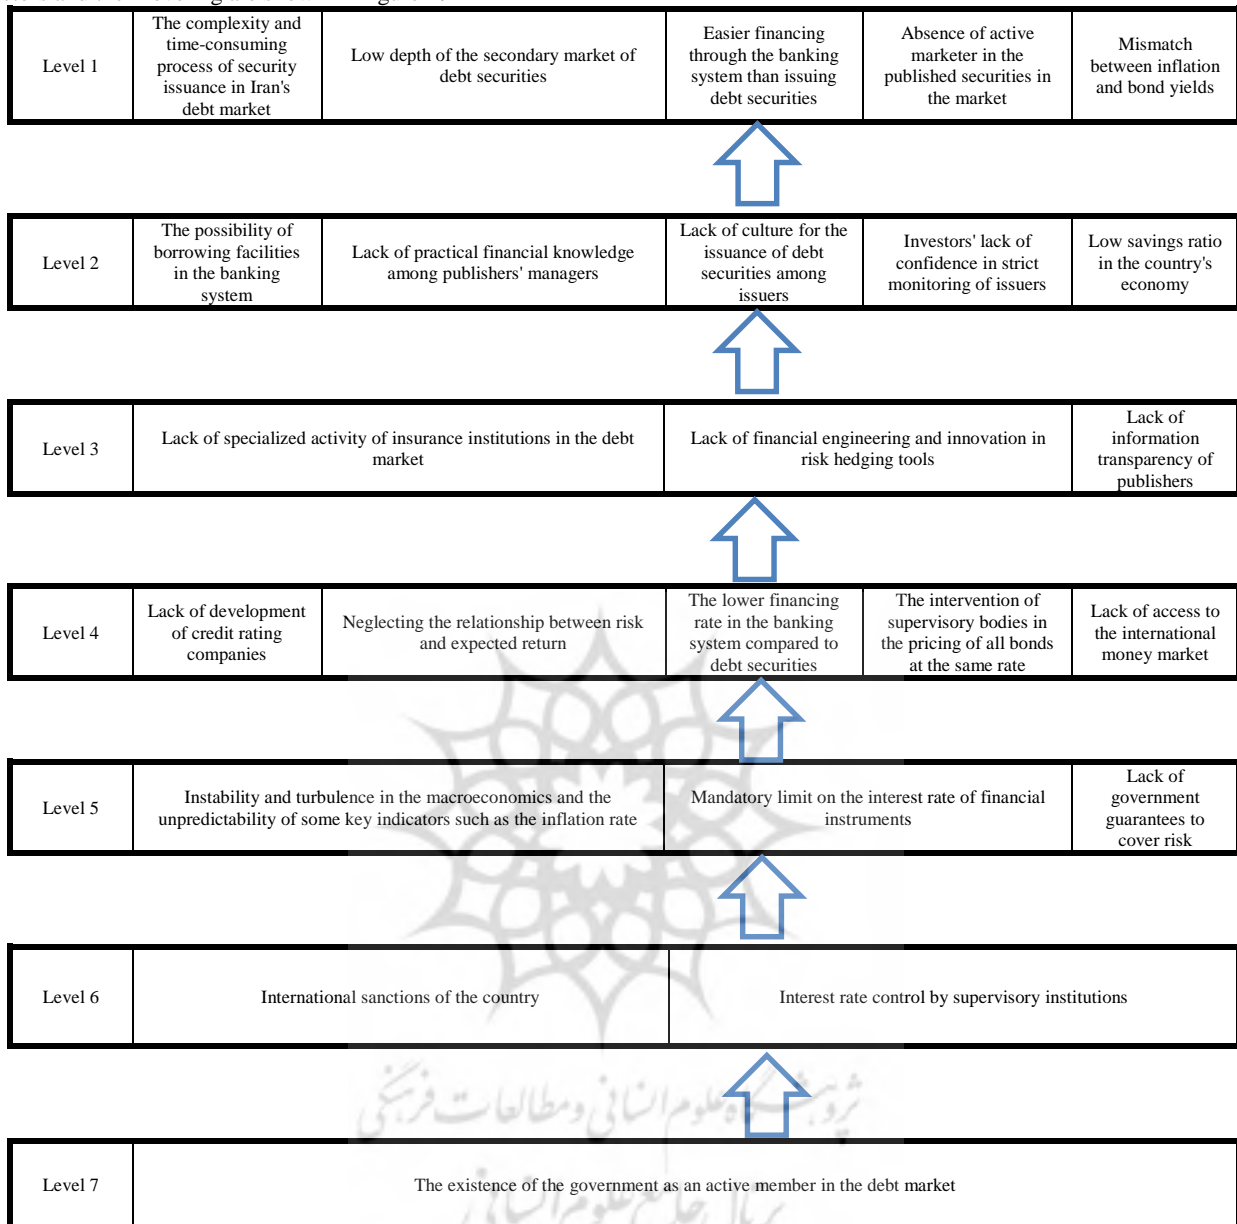 Level 1
The complexity and
time-consuming
process of security
issuance in Iran's
debt market
Low depth of the secondary market of
debt securities
Easier financing
through the banking
system than issuing
debt securities
Absence of active
marketer in the
published securities in
the market
Mismatch
between inflation
and bond yields
Level 2
The possibility of
borrowing facilities
in the banking
system
Lack of practical financial knowledge
among publishers' managers
Lack of culture for the
issuance of debt
securities among
issuers
Investors' lack of
confidence in strict
monitoring of issuers
Low savings ratio
in the country's
economy
Level 3
Lack of specialized activity of insurance institutions in the debt
market
Lack of financial engineering and innovation in
risk hedging tools
Lack of
information
transparency of
publishers
Level 4
Lack of development
of credit rating
companies
Neglecting the relationship between risk
and expected return
The lower financing
rate in the banking
system compared to
debt securities
The intervention of
supervisory bodies in
the pricing of all bonds
at the same rate
Lack of access to
the international
money market
Level 5
Instability and turbulence in the macroeconomics and the
unpredictability of some key indicators such as the inflation rate
Mandatory limit on the interest rate of financial
instruments
Lack of
government
guarantees to
cover risk
Level 6
International sanctions of the country
Interest rate control by supervisory institutions
پژوهشگاه علوم انسانی و مطالعات فرهنگی
Level 7
The existence of the government as an active member in the debt market
پرتال جامع علوم انسانی